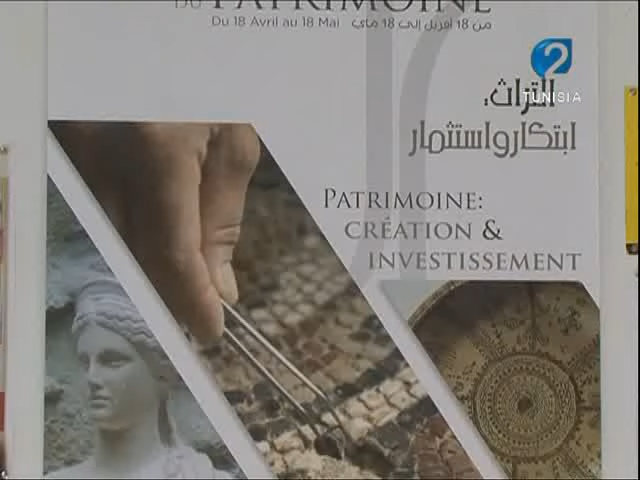 DU PATRIMOINE
Du 18 Avril au 18 Mai من 18 أفريل إلى 18 ماي
2
TUNISIA
التراث:
ابتكار واستثمار
PATRIMOINE:
CRÉATION &
INVESTISSEMENT